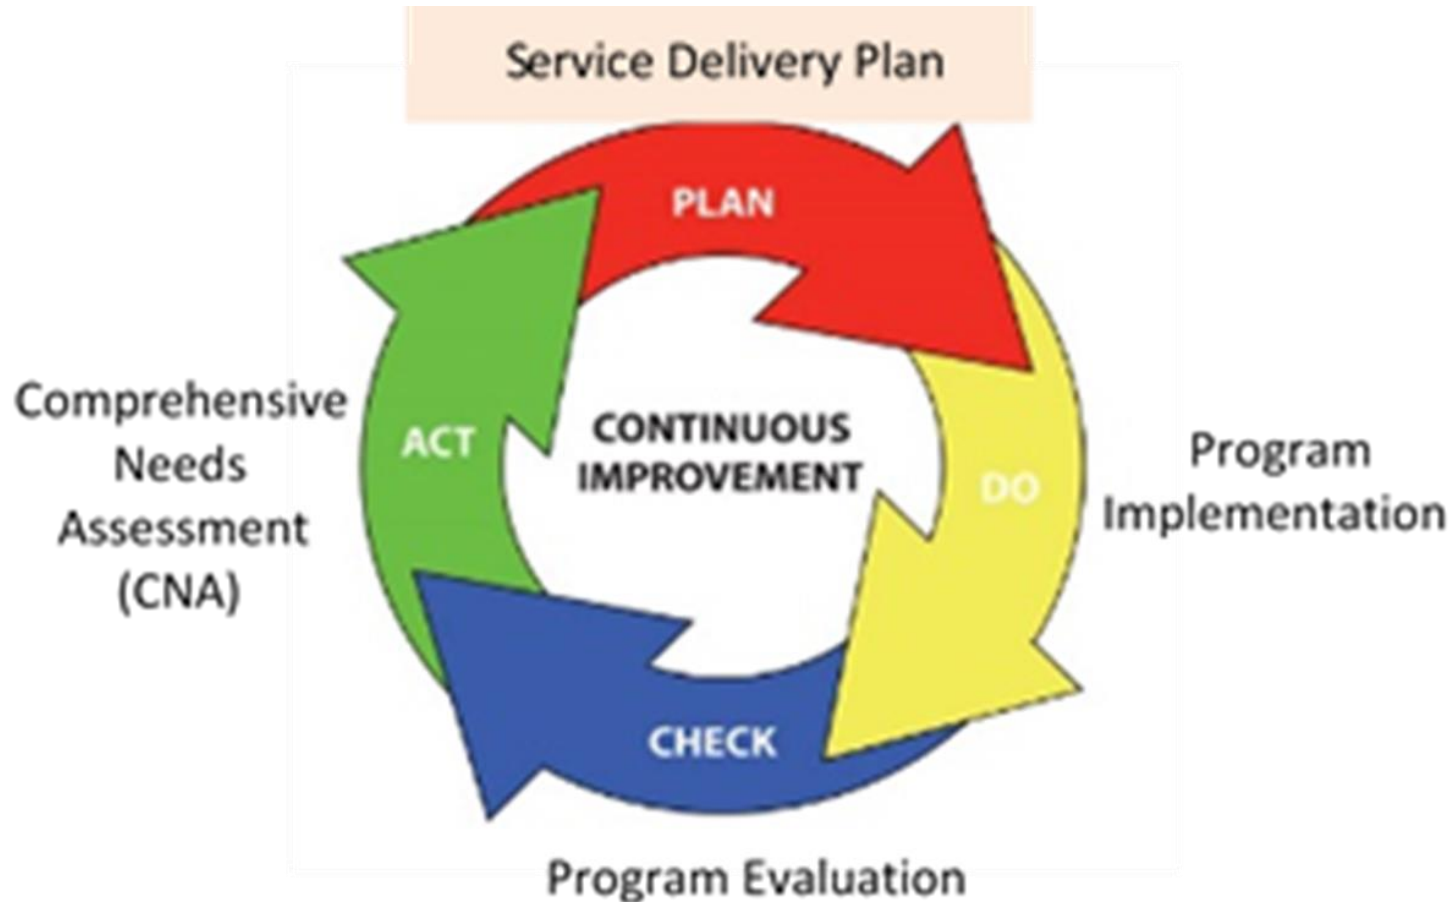 Service Delivery Plan
PLAN
Comprehensive
Needs
Assessment
(CNA)
ACT
CONTINUOUS
IMPROVEMENT
DO
Program
Implementation
CHECK
Program Evaluation